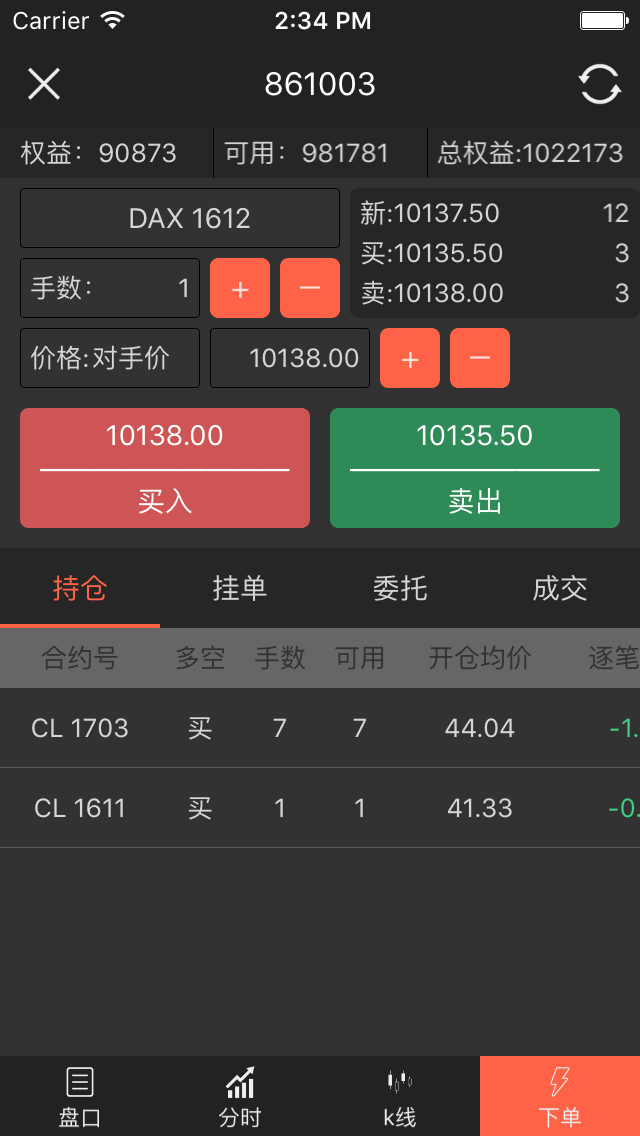 Carrier 2:34 PM
861003
权益：90873 可用：981781 总权益:1022173
DAX 1612
新:10137.50 12
买:10135.50 3
卖:10138.00 3
手数： 1 + −
价格:对手价 10138.00 + −
10138.00
买入
10135.50
卖出
持仓 挂单 委托 成交
合约号 多空 手数 可用 开仓均价 逐笔
CL 1703 买 7 7 44.04 -1.
CL 1611 买 1 1 41.33 -0.
盘口 分时 k线 下单